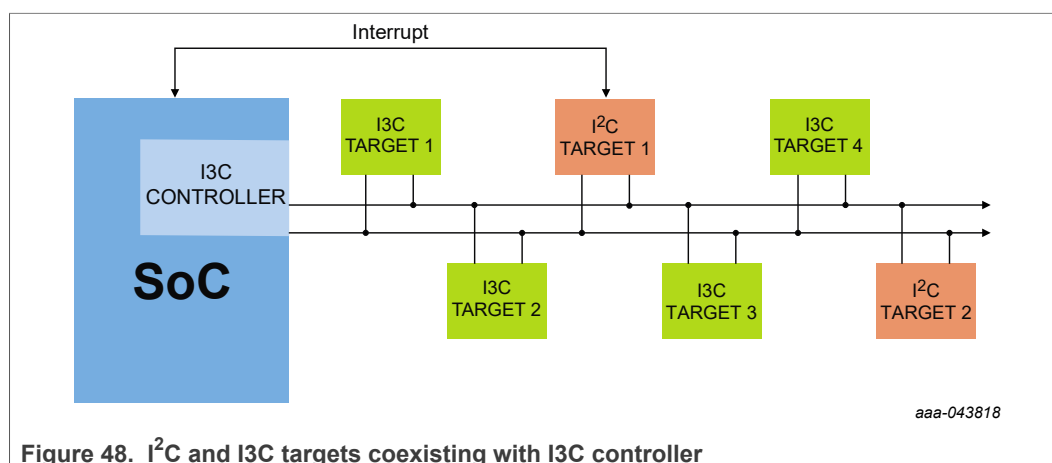 Interrupt
I3C
CONTROLLER
SoC
I3C
TARGET 1
I²C
TARGET 1
I3C
TARGET 4
I3C
TARGET 2
I3C
TARGET 3
I²C
TARGET 2
aaa-043818
Figure 48. I²C and I3C targets coexisting with I3C controller